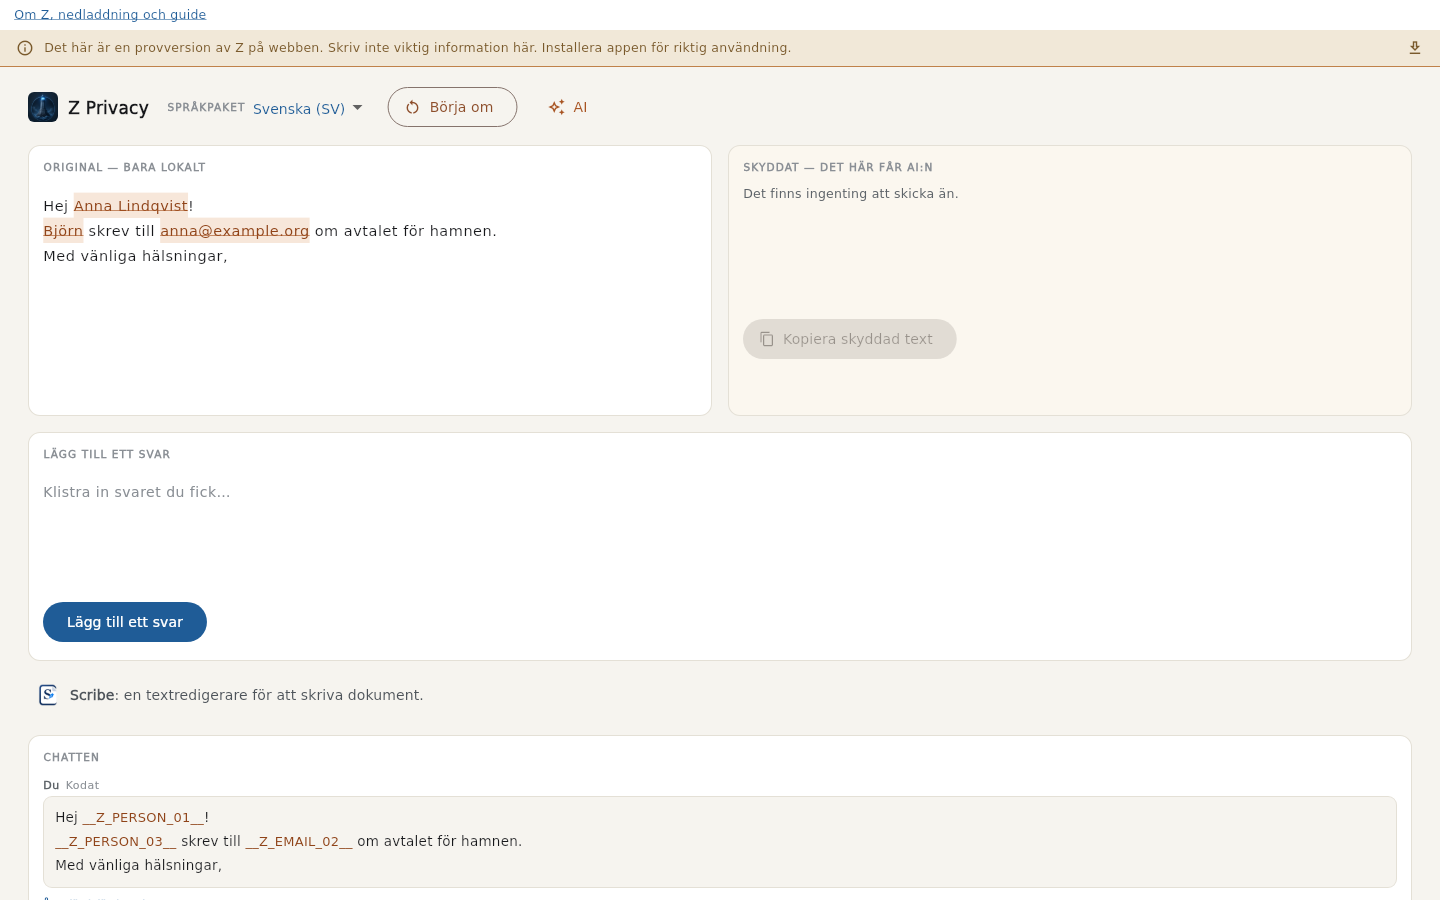 Om Z, nedladdning och guide
Det här är en provversion av Z på webben. Skriv inte viktig information här. Installera appen för riktig användning.
Z Privacy
SPRÅKPAKET Svenska (SV)
Börja om
AI
ORIGINAL — BARA LOKALT
Hej Anna Lindqvist!
Björn skrev till anna@example.org om avtalet för hamnen.
Med vänliga hälsningar,
SKYDDAT — DET HÄR FÅR AI:N
Det finns ingenting att skicka än.
Kopiera skyddad text
LÄGG TILL ETT SVAR
Klistra in svaret du fick…
Lägg till ett svar
Scribe: en textredigerare för att skriva dokument.
CHATTEN
Du Kodat
Hej __Z_PERSON_01__!
__Z_PERSON_03__ skrev till __Z_EMAIL_02__ om avtalet för hamnen.
Med vänliga hälsningar,